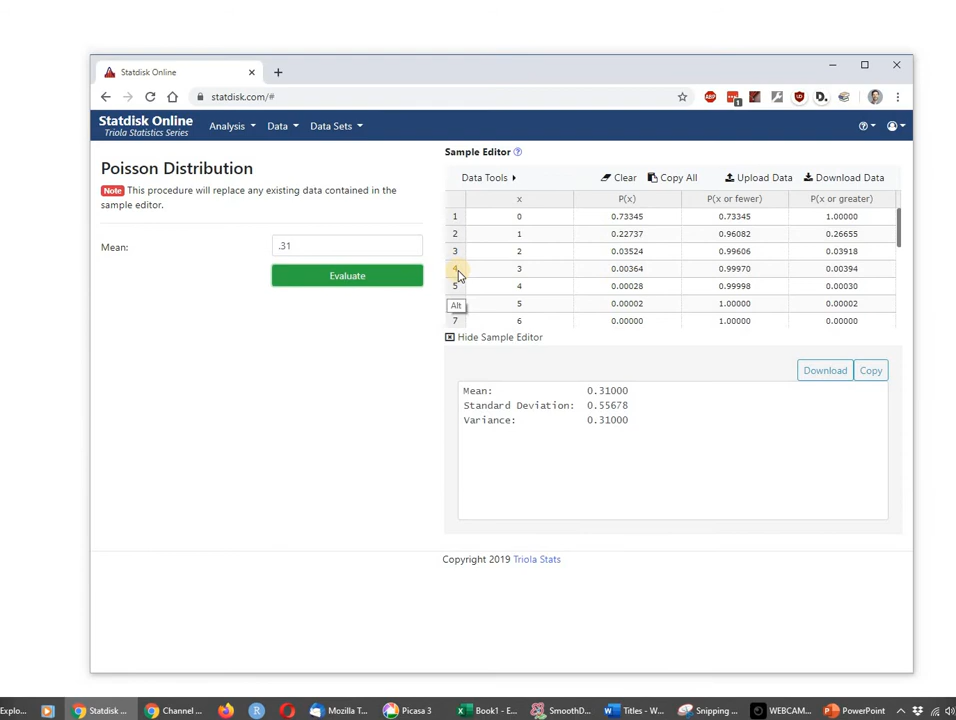 Statdisk Online
statdisk.com/#
ABP
1
Statdisk Online
Triola Statistics Series
Analysis
Data
Data Sets
Poisson Distribution
Note This procedure will replace any existing data contained in the
sample editor.
Mean:
.31
Evaluate
Sample Editor
Data Tools
Clear
Copy All
Upload Data
Download Data
x P(x) P(x or fewer) P(x or greater)
1 0 0.73345 0.73345 1.00000
2 1 0.22737 0.96082 0.26655
3 2 0.03524 0.99606 0.03918
4 3 0.00364 0.99970 0.00394
5 4 0.00028 0.99998 0.00030
5 0.00002 1.00000 0.00002
7 6 0.00000 1.00000 0.00000
Alt
Hide Sample Editor
Download
Copy
Mean: 0.31000
Standard Deviation: 0.55678
Variance: 0.31000
Copyright 2019 Triola Stats
Explo...
Statdisk ...
Channel ...
R
Mozilla T...
Picasa 3
Book1 - E...
SmoothD...
Titles - W...
Snipping ...
WEBCAM...
PowerPoint